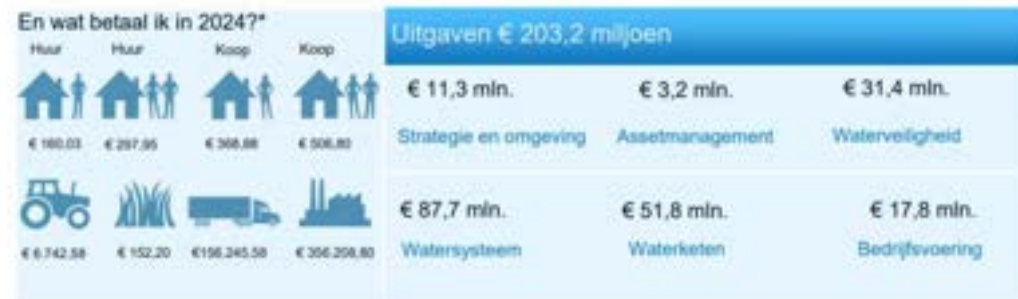 En wat betaal ik in 2024?*
Huur Huur Koop Koop
€ 160,03 € 297,95 € 368,88 € 506,80
€ 6.742,58 € 152,20 €156.245,58 € 356.208,80
Uitgaven € 203,2 miljoen
€ 11,3 mln. € 3,2 mln. € 31,4 mln.
Strategie en omgeving Assetmanagement Waterveiligheid
€ 87,7 mln. € 51,8 mln. € 17,8 mln.
Watersysteem Waterketen Bedrijfsvoering